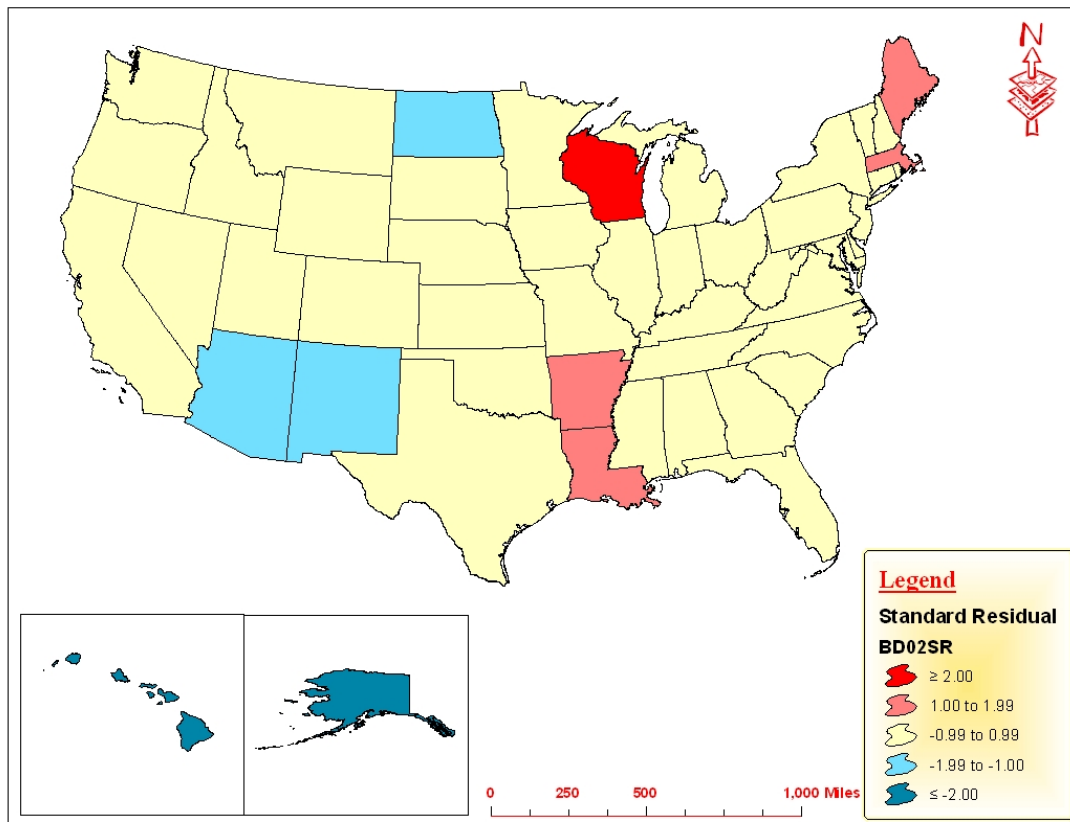 N
Legend
Standard Residual
BD02SR
≥ 2.00
1.00 to 1.99
-0.99 to 0.99
-1.99 to -1.00
≤ -2.00
0 250 500 1,000 Miles